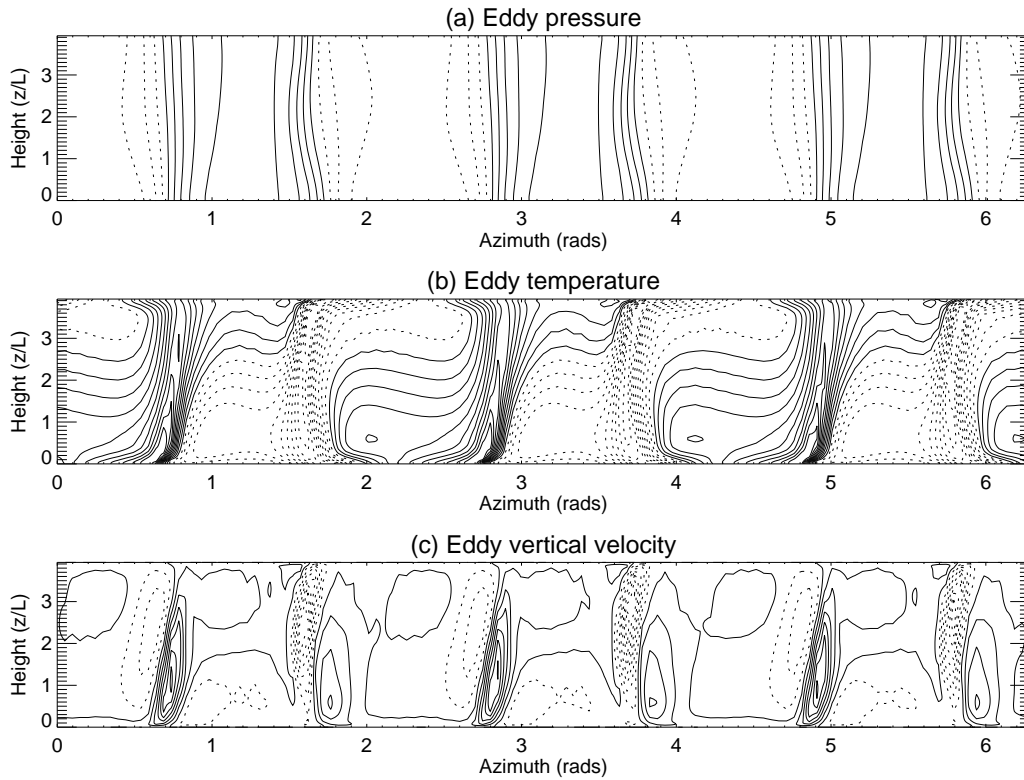 (a) Eddy pressure
Height (z/L)
3
2
1
0
0 1 2 3 4 5 6
Azimuth (rads)
(b) Eddy temperature
Height (z/L)
3
2
1
0
0 1 2 3 4 5 6
Azimuth (rads)
(c) Eddy vertical velocity
Height (z/L)
3
2
1
0
0 1 2 3 4 5 6
Azimuth (rads)